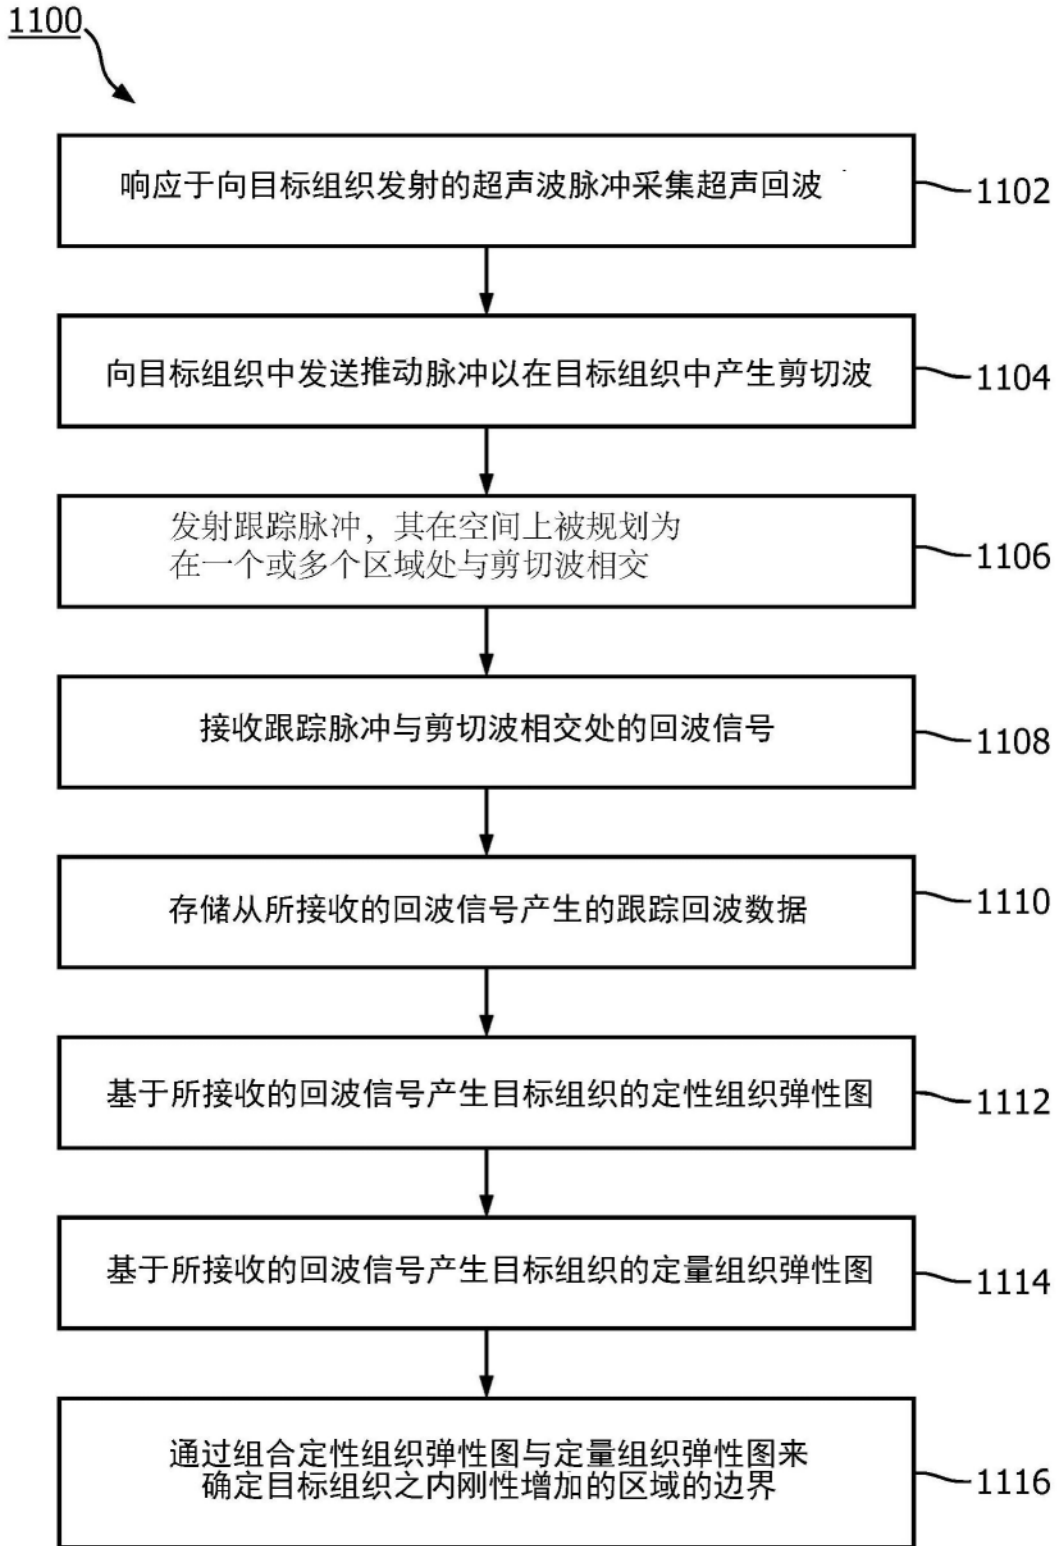 1100
响应于向目标组织发射的超声波脉冲采集超声回波
1102
向目标组织中发送推动脉冲以在目标组织中产生剪切波
1104
发射跟踪脉冲，其在空间上被规划为
在一个或多个区域处与剪切波相交
1106
接收跟踪脉冲与剪切波相交处的回波信号
1108
存储从所接收的回波信号产生的跟踪回波数据
1110
基于所接收的回波信号产生目标组织的定性组织弹性图
1112
基于所接收的回波信号产生目标组织的定量组织弹性图
1114
通过组合定性组织弹性图与定量组织弹性图来
确定目标组织之内刚性增加的区域的边界
1116